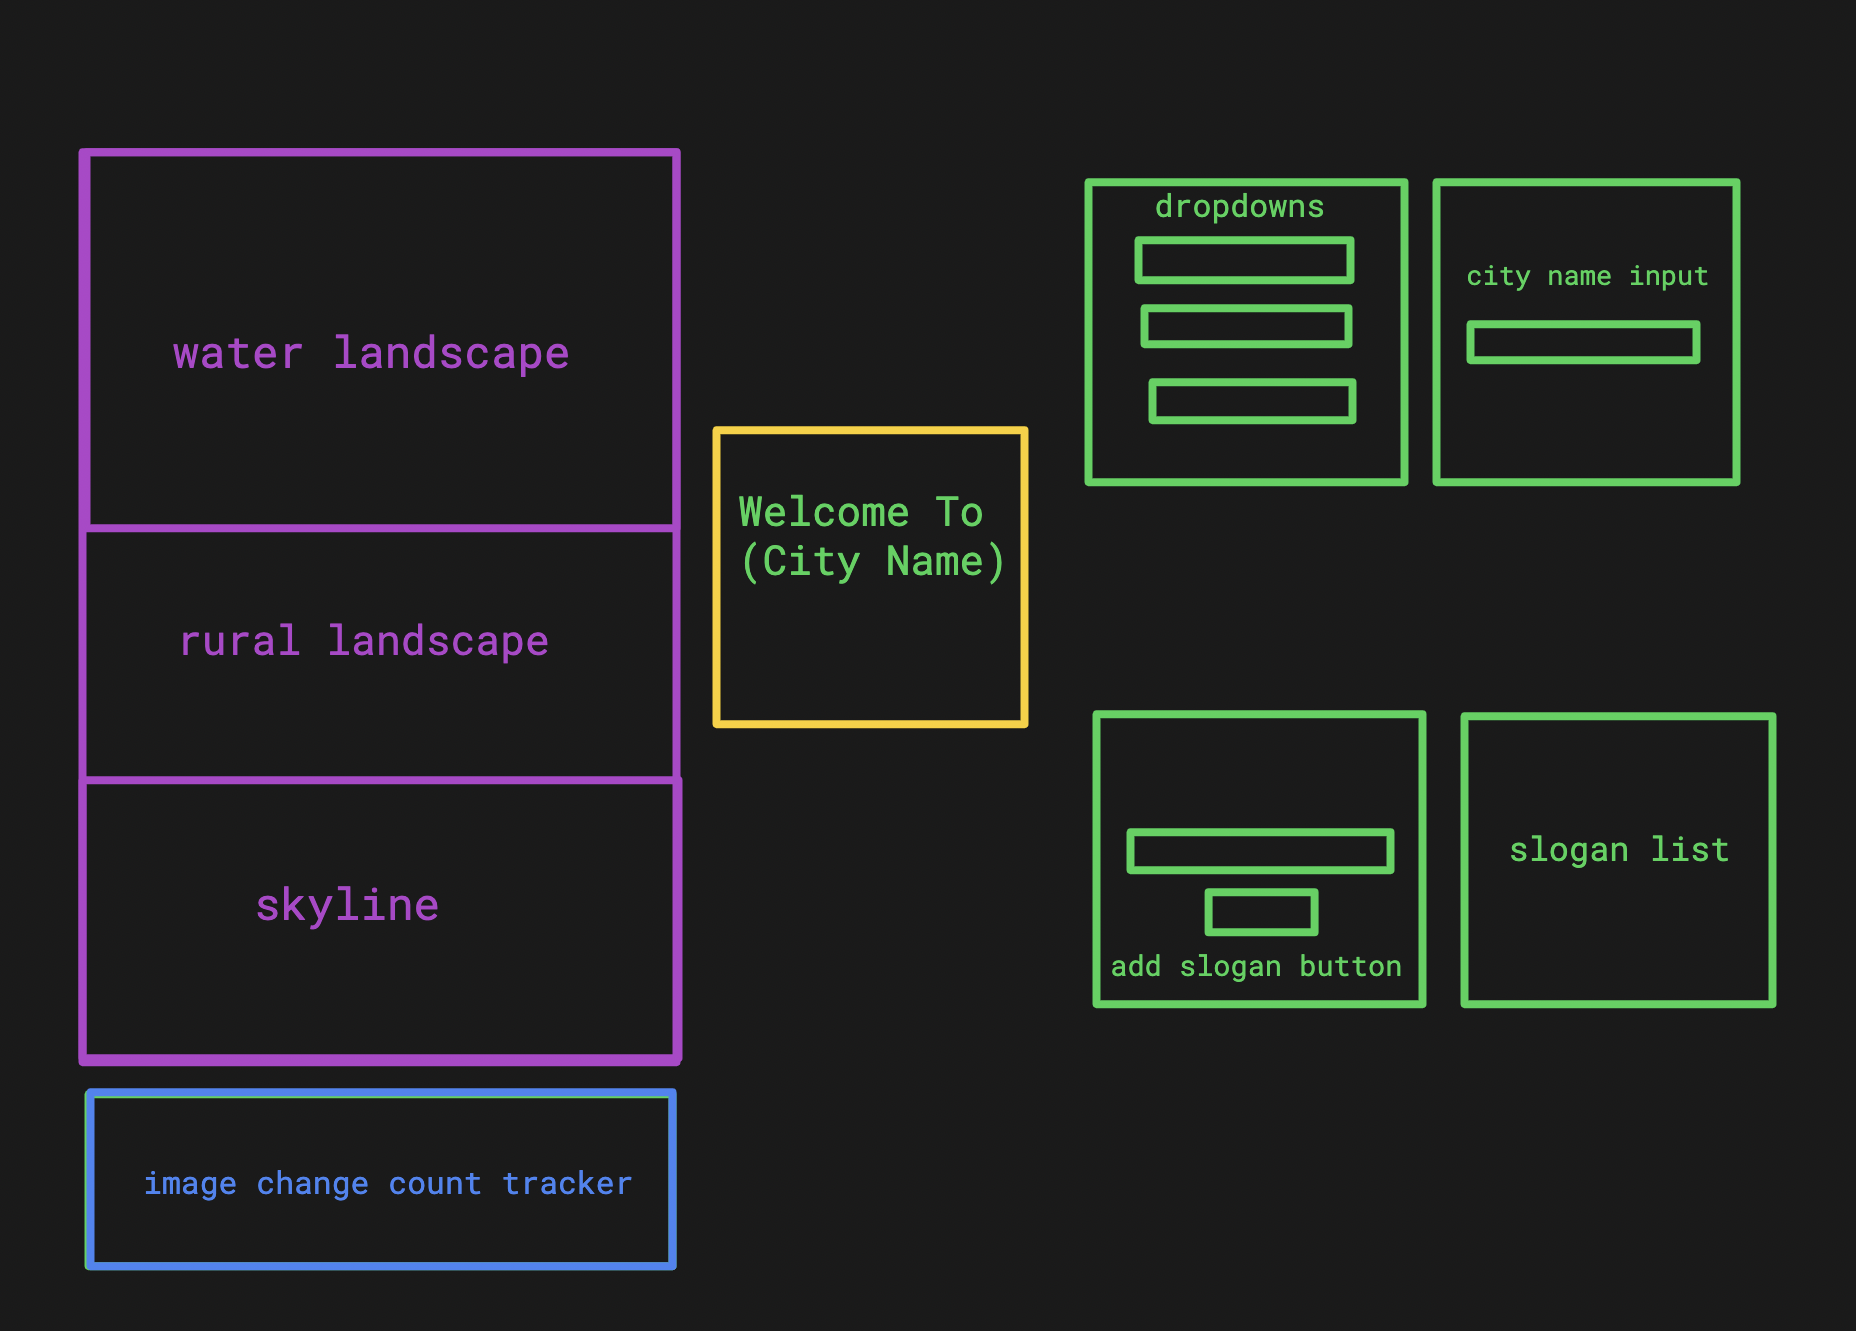 water landscape
rural landscape
skyline
image change count tracker
Welcome To
(City Name)
dropdowns
city name input
add slogan button
slogan list